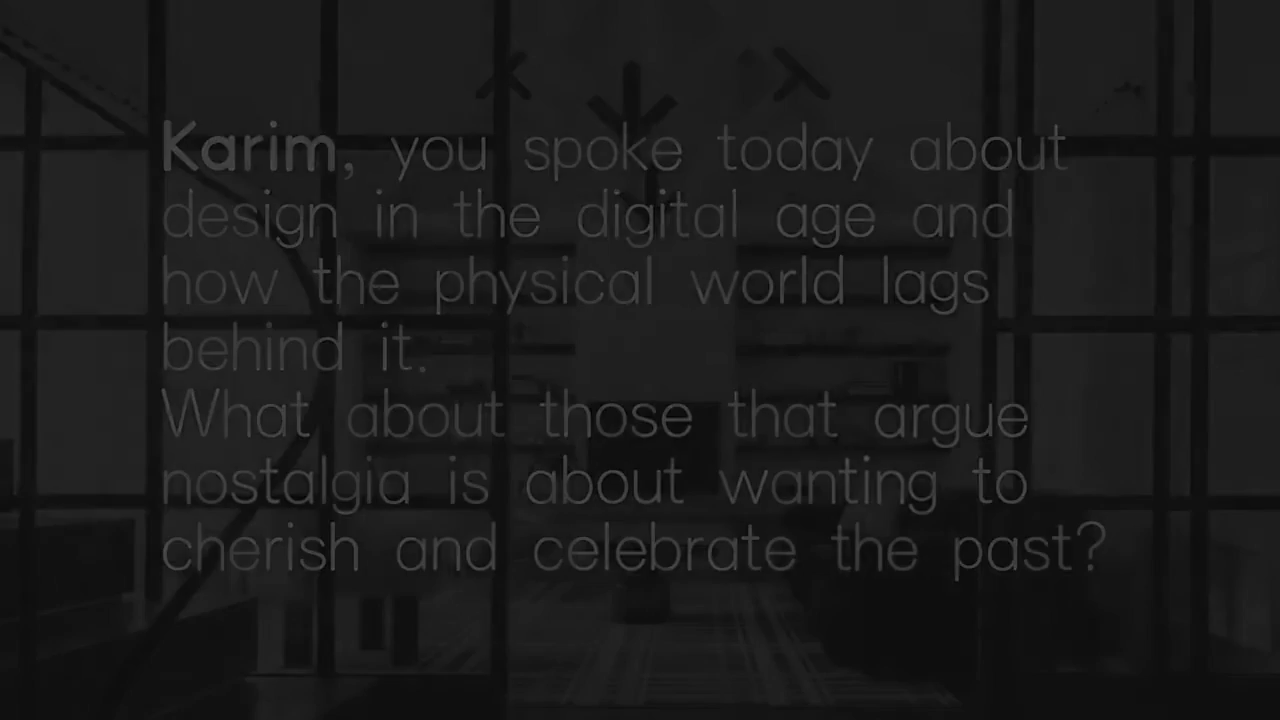 Karim, you spoke today about
design in the digital age and
how the physical world lags
behind it.
What about those that argue
nostalgia is about wanting to
cherish and celebrate the past?